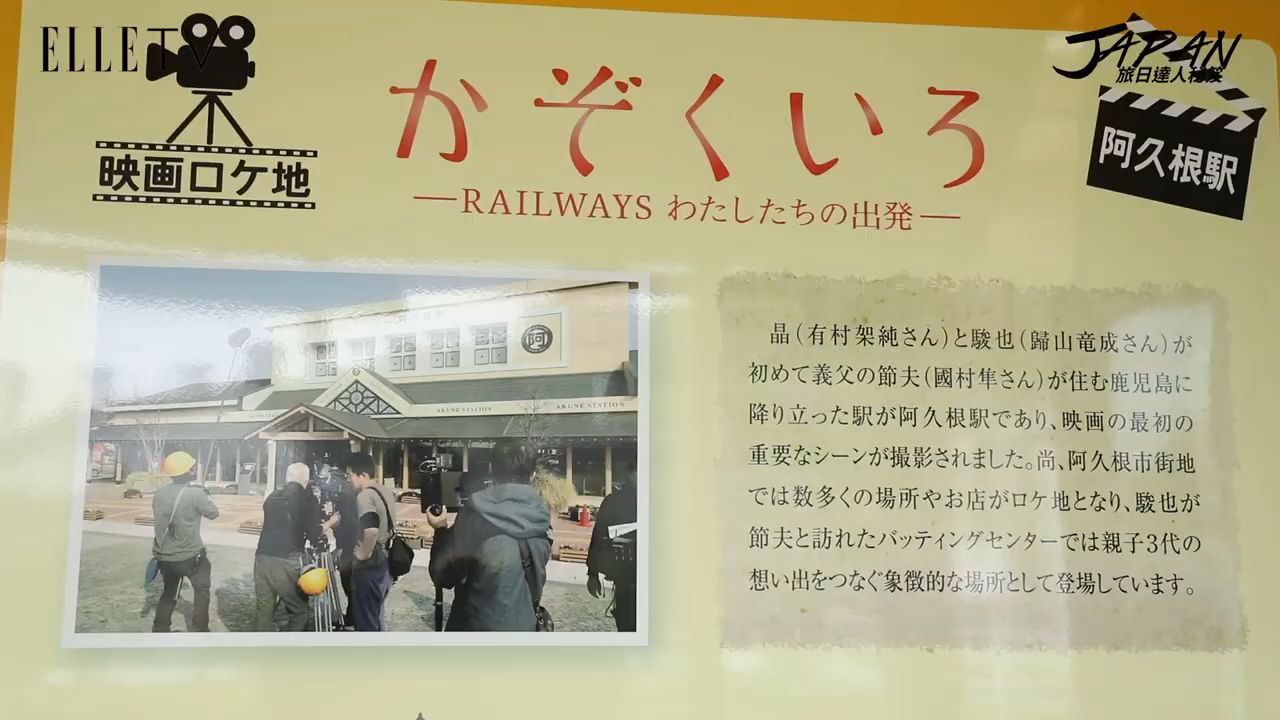 ELLE TV
JAPAN
旅日達人秘笈
映画ロケ地
かぞくいろ
―RAILWAYS わたしたちの出発―
阿久根駅
阿
AKUNE STATION
AKUNE STATION
晶(有村架純さん)と駿也(歸山竜成さん)が
初めて義父の節夫(國村隼さん)が住む鹿児島に
降り立った駅が阿久根駅であり、映画の最初の
重要なシーンが撮影されました。尚、阿久根市街地
では数多くの場所やお店がロケ地となり、駿也が
節夫と訪れたバッティングセンターでは親子3代の
想い出をつなぐ象徴的な場所として登場しています。